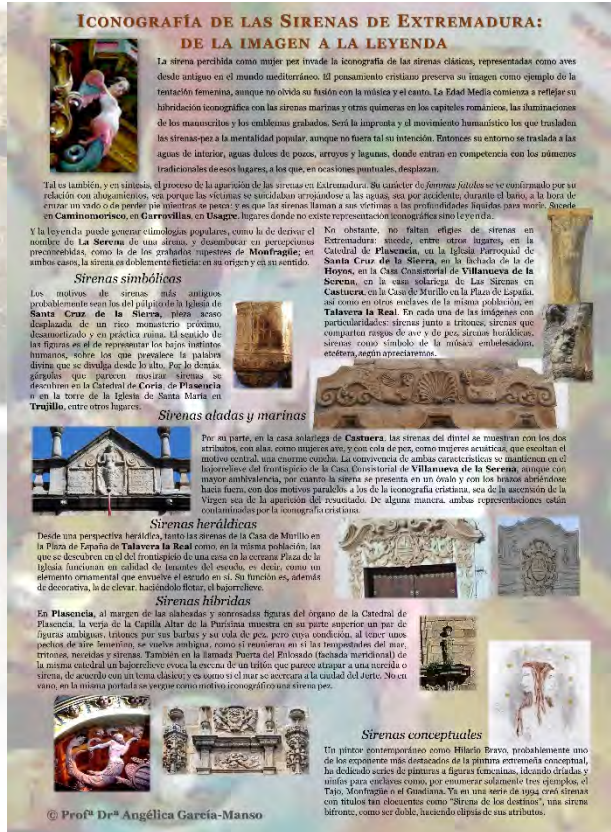 ICONOGRAFÍA DE LAS SIRENAS DE EXTREMADURA:
DE LA IMAGEN A LA LEYENDA
La sirena percibida como mujer pez invade la iconografía de las sirenas clásicas, representadas como aves
desde antiguo en el mundo mediterráneo. El pensamiento cristiano preserva su imagen como ejemplo de la
tentación femenina, aunque no olvida su fusión con la música y el canto. La Edad Media comienza a reflejar su
hibridación iconográfica con las sirenas marinas y otras quimeras en los capiteles románicos, las iluminaciones
de los manuscritos y los emblemas grabados. Será la imprenta y el movimiento humanístico los que trasladen
las sirenas-pez a la mentalidad popular, aunque no fuera tal su intención. Entonces su entorno se traslada a las
aguas de interior, aguas dulces de pozos, arroyos y lagunas, donde entran en competencia con los númenes
tradicionales de esos lugares, a los que, en ocasiones puntuales, desplazan.
Tal es también, y en síntesis, el proceso de la aparición de las sirenas en Extremadura. Su carácter de femmes fatales se ve confirmado por su
relación con ahogamientos, sea porque las víctimas se suicidaban arrojándose a las aguas, sea por accidente, durante el baño, a la hora de
cruzar un vado o de perder pie mientras se pesca; y es que las sirenas llaman a sus víctimas a las profundidades líquidas para morir. Sucede
en Caminomorisco, en Garrovillas, en Usagre, lugares donde no existe representación iconográfica sino leyenda.
Y la leyenda puede generar etimologías populares, como la de derivar el
nombre de La Serena de una sirena, y desembocar en percepciones
preconcebidas, como la de los grabados rupestres de Monfragüe; en
ambos casos, la sirena es doblemente ficticia: en su origen y en su sentido.
Sirenas simbólicas
Los motivos de sirenas más antiguos
probablemente sean los del púlpito de la Iglesia de
Santa Cruz de la Sierra, pieza acaso
desplazada de un rico monasterio próximo,
desamortizado y en práctica ruina. El sentido de
las figuras es el de representar los bajos instintos
humanos, sobre los que prevalece la palabra
divina que se divulga desde lo alto. Por lo demás,
gárgolas que parecen mostrar sirenas se
descubren en la Catedral de Coria, de Plasencia
o en la torre de la Iglesia de Santa María en
Trujillo, entre otros lugares.
No obstante, no faltan efigies de sirenas en
Extremadura: sucede, entre otros lugares, en la
Catedral de Plasencia, en la Iglesia Parroquial de
Santa Cruz de la Sierra, en la fachada de la de
Hoyos, en la Casa Consistorial de Villanueva de la
Serena, en la casa solariega de Las Sirenas en
Castuera, en la Casa de Murillo en la Plaza de España,
así como en otros enclaves de la misma población, en
Talavera la Real. En cada una de las imágenes con
particularidades: sirenas junto a tritones, sirenas que
comparten rasgos de ave y de pez, sirenas heráldicas,
sirenas como símbolo de la música embelesadora,
etcétera, según apreciaremos.
Sirenas aladas y marinas
Por su parte, en la casa solariega de Castuera, las sirenas del dintel se muestran con los dos
atributos, con alas, como mujeres ave, y con cola de pez, como mujeres acuáticas, que escoltan el
motivo central, una enorme concha. La convivencia de ambas características se mantienen en el
bajorrelieve del frontispicio de la Casa Consistorial de Villanueva de la Serena, aunque con
mayor ambivalencia, por cuanto la sirena se presenta en un óvalo y con los brazos abriéndose
hacia fuera, con dos motivos paralelos a los de la iconografía cristiana, sea de la ascensión de la
Virgen sea de la aparición del resucitado. De alguna manera, ambas representaciones están
contaminadas por la iconografía cristiana.
Sirenas heráldicas
Desde una perspectiva heráldica, tanto las sirenas de la Casa de Murillo en
la Plaza de España de Talavera la Real como, en la misma población, las
que se descubren en el del frontispicio de una casa en la cercana Plaza de la
Iglesia funcionan en calidad de tenantes del escudo, es decir, como un
elemento ornamental que envuelve el escudo en sí. Su función es, además
de decorativa, la de elevar, haciéndolo flotar, el bajorrelieve.
Sirenas híbridas
En Plasencia, al margen de las alabeadas y sonrosadas figuras del órgano de la Catedral de
Plasencia, la verja de la Capilla Altar de la Purísima muestra en su parte superior un par de
figuras ambiguas, tritones por sus barbas y su cola de pez, pero cuya condición, al tener unos
pechos de aire femenino, se vuelve ambigua, como si reunieran en sí las tempestades del mar,
tritones, nereidas y sirenas. También en la llamada Puerta del Enlosado (fachada meridional) de
la misma catedral un bajorrelieve evoca la escena de un tritón que parece atrapar a una nereida o
sirena, de acuerdo con un tema clásico; y es como si el mar se acercara a la ciudad del Jerte. No en
vano, en la misma portada se yergue como motivo iconográfico una sirena pez.
Sirenas conceptuales
Un pintor contemporáneo como Hilario Bravo, probablemente uno
de los exponente más destacados de la pintura extremeña conceptual,
ha dedicado series de pinturas a figuras femeninas, ideando dríadas y
ninfas para enclaves como, por enumerar solamente tres ejemplos, el
Tajo, Monfragüe o el Guadiana. Ya en una serie de 1994 creó sirenas
con títulos tan elocuentes como "Sirena de los destinos", una sirena
bifronte, como ser doble, haciendo elipsis de sus atributos.
© Profª Drª Angélica García-Manso